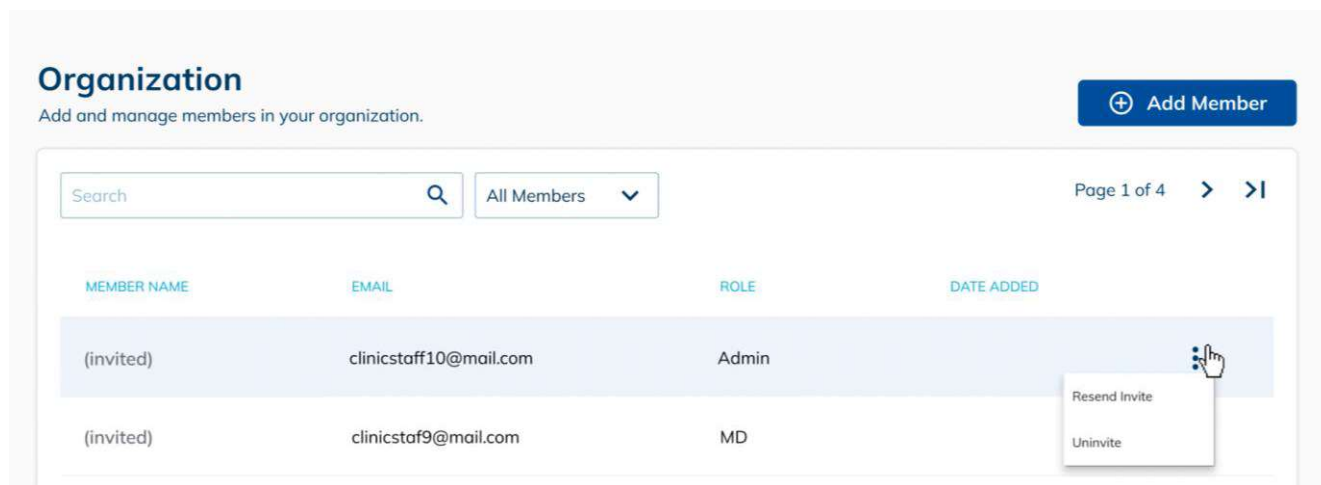 Organization
Add and manage members in your organization.
Add Member
Search
All Members
Page 1 of 4
MEMBER NAME EMAIL ROLE DATE ADDED
(invited) clinicstaff10@mail.com Admin
Resend Invite
(invited) clinicstaf9@mail.com MD
Uninvite